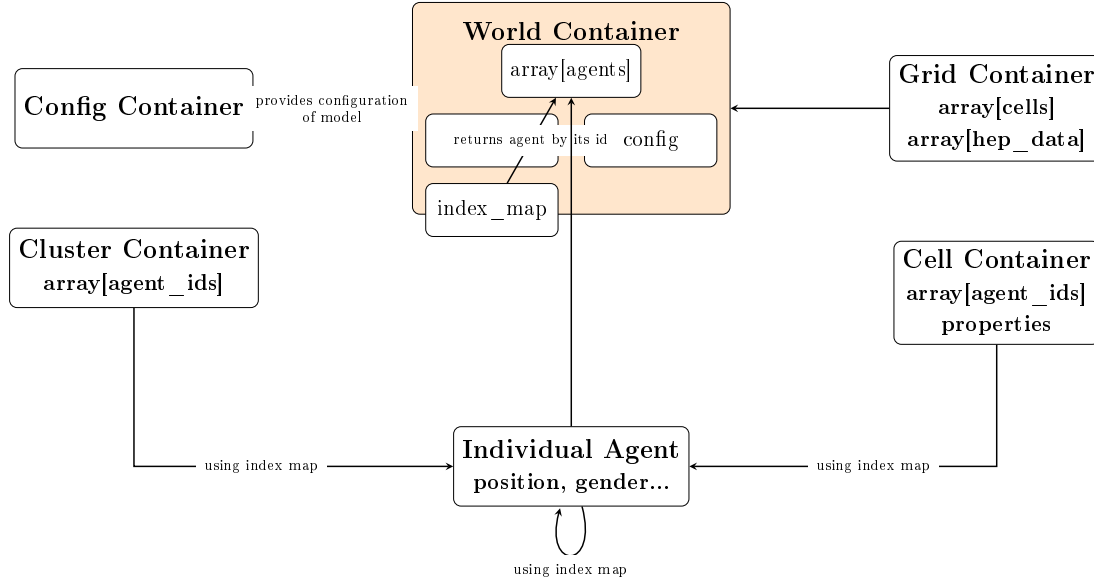 World Container
array[agents]
Config Container
provides configuration
of model
Grid Container
array[cells]
array[hep_data]
returns agent by its id
config
index_map
Cluster Container
array[agent_ids]
Cell Container
array[agent_ids]
properties
Individual Agent
position, gender...
using index map
using index map
using index map